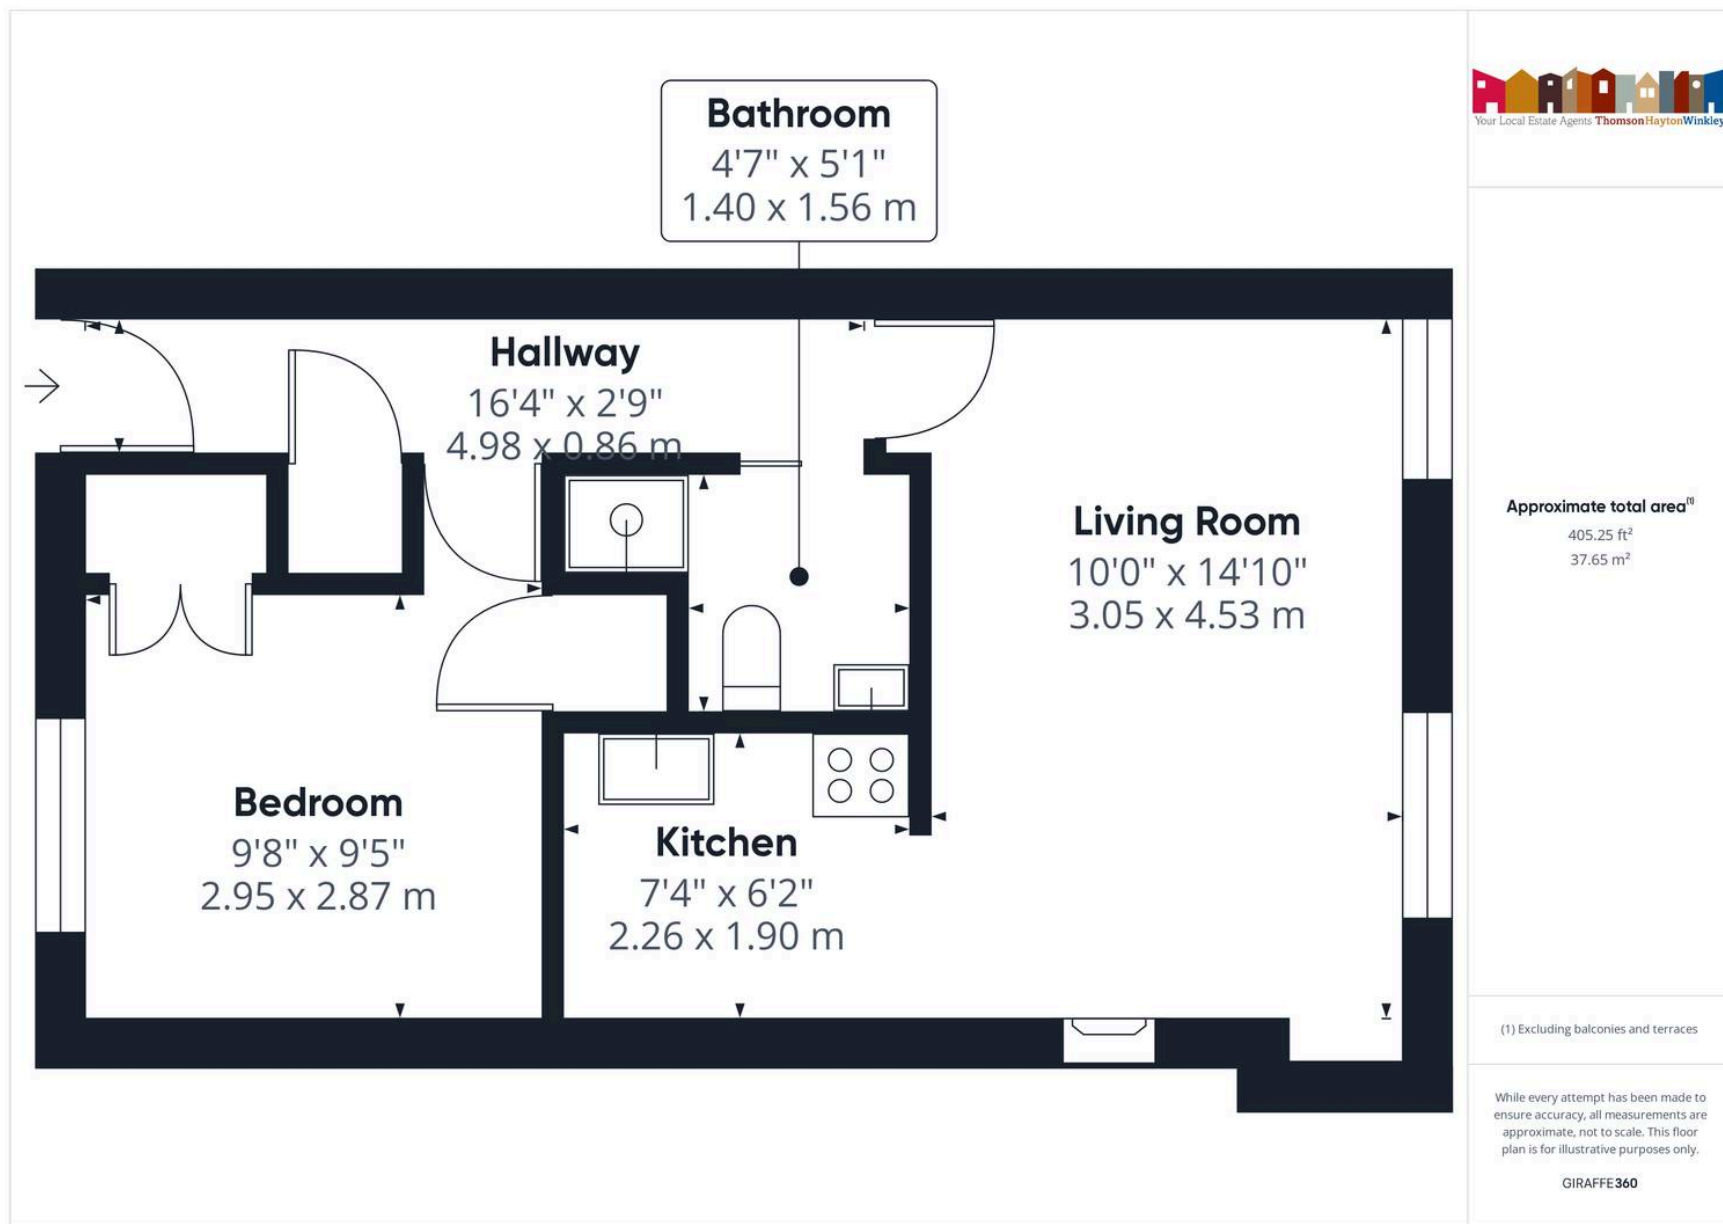 Bathroom
4'7" x 5'1"
1.40 x 1.56 m
Hallway
16'4" x 2'9"
4.98 x 0.86 m
Living Room
10'0" x 14'10"
3.05 x 4.53 m
Bedroom
9'8" x 9'5"
2.95 x 2.87 m
Kitchen
7'4" x 6'2"
2.26 x 1.90 m
Your Local Estate Agents ThomsonHaytonWinkley
Approximate total area(1)
405.25 ft²
37.65 m²
(1) Excluding balconies and terraces
While every attempt has been made to
ensure accuracy, all measurements are
approximate, not to scale. This floor
plan is for illustrative purposes only.
GIRAFFE360